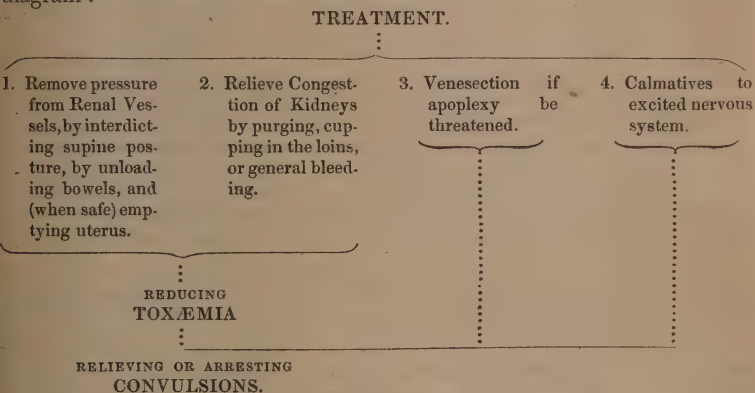 diagram :
TREATMENT.
1. Remove pressure
from Renal Ves-
sels, by interdict-
ing supine pos-
ture, by unload-
ing bowels, and
(when safe) emp-
tying uterus.
2. Relieve Congest-
tion of Kidneys
by purging, cup-
ping in the loins,
or general bleed-
ing.
3. Venesection if
apoplexy be
threatened.
4. Calmatives to
excited nervous
system.
REDUCING
TOXÆMIA
RELIEVING OR ARRESTING
CONVULSIONS.